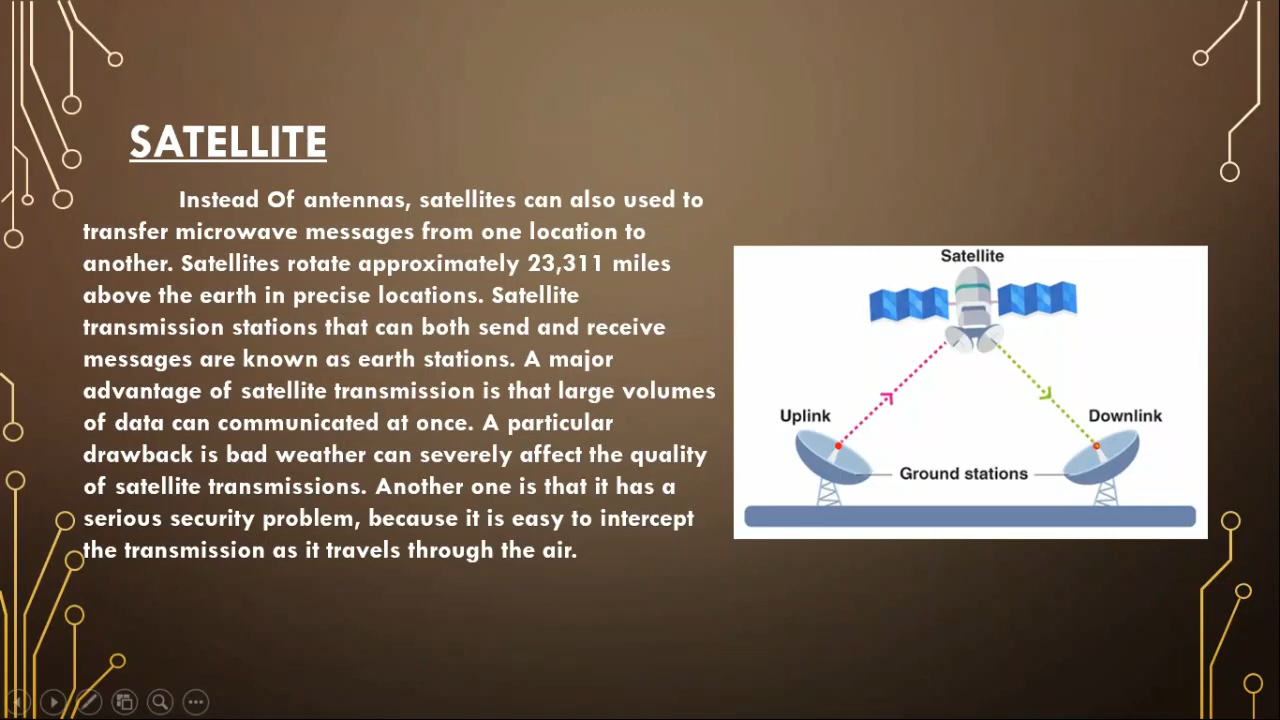 SATELLITE
Instead Of antennas, satellites can also used to
transfer microwave messages from one location to
another. Satellites rotate approximately 23,311 miles
above the earth in precise locations. Satellite
transmission stations that can both send and receive
messages are known as earth stations. A major
advantage of satellite transmission is that large volumes
of data can communicated at once. A particular
drawback is bad weather can severely affect the quality
of satellite transmissions. Another one is that it has a
serious security problem, because it is easy to intercept
the transmission as it travels through the air.
Satellite
Uplink
Downlink
Ground stations